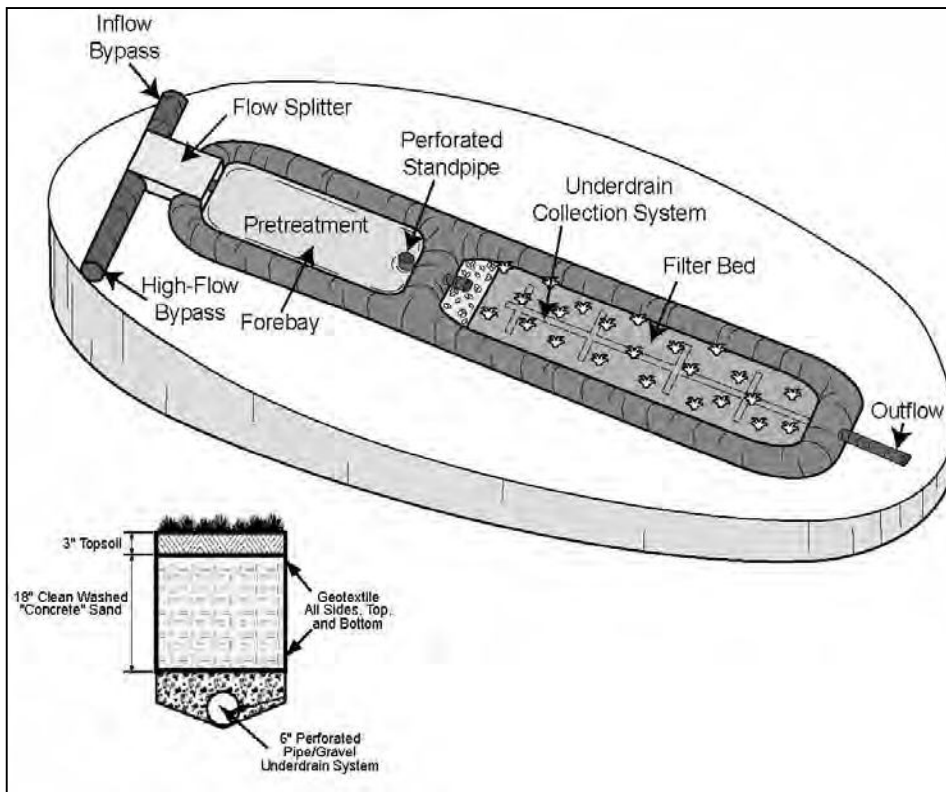 Inflow
Bypass
Flow Splitter
Perforated
Standpipe
Underdrain
Collection System
Pretreatment
Filter Bed
High-Flow
Bypass
Forebay
Outflow
3" Topsoil
18" Clean Washed
"Concrete" Sand
Geotextile
All Sides, Top,
and Bottom
6" Perforated
Pipe/Gravel
Underdrain System